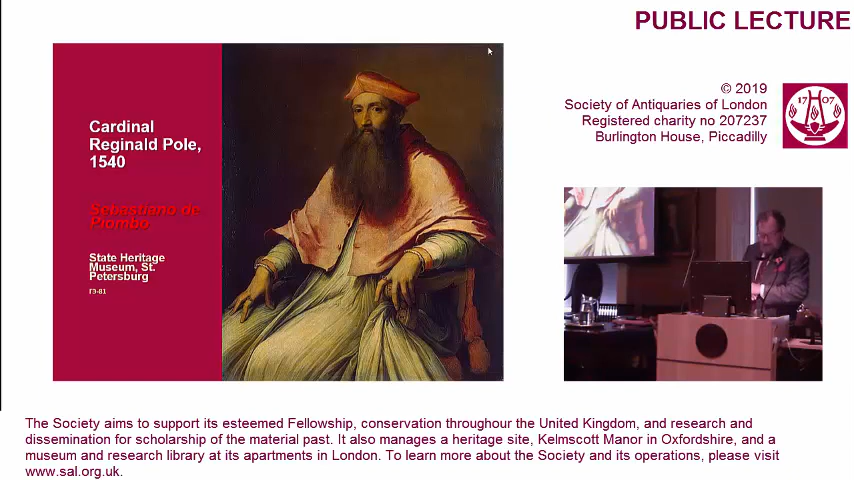 PUBLIC LECTURE
Cardinal
Reginald Pole,
1540
Sebastiano de
Piombo
State Heritage
Museum, St.
Petersburg
ГЭ-81
© 2019
Society of Antiquaries of London
Registered charity no 207237
Burlington House, Piccadilly
17 07
The Society aims to support its esteemed Fellowship, conservation throughour the United Kingdom, and research and
dissemination for scholarship of the material past. It also manages a heritage site, Kelmscott Manor in Oxfordshire, and a
museum and research library at its apartments in London. To learn more about the Society and its operations, please visit
www.sal.org.uk.